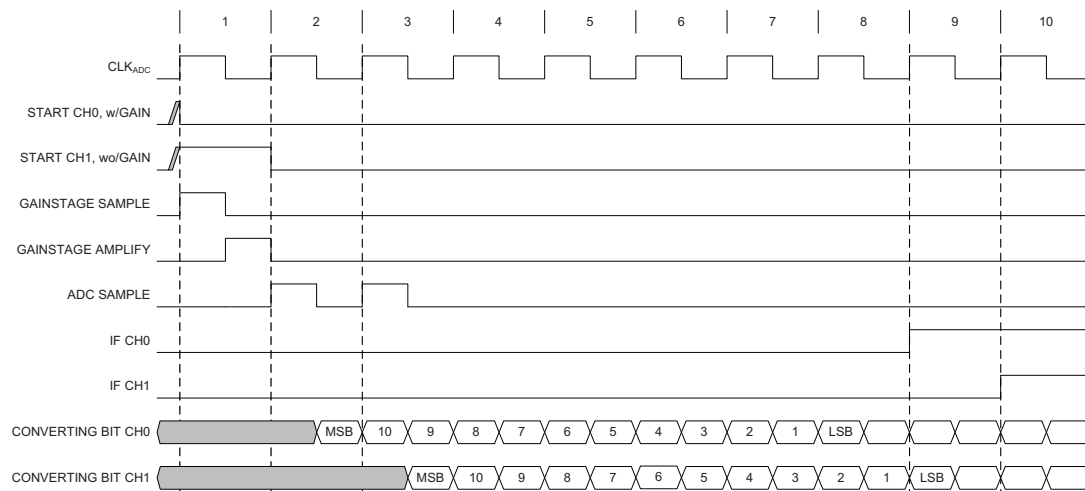 1 2 3 4 5 6 7 8 9 10
CLKADC
START CH0, w/GAIN
START CH1, wo/GAIN
GAINSTAGE SAMPLE
GAINSTAGE AMPLIFY
ADC SAMPLE
IF CH0
IF CH1
CONVERTING BIT CH0 MSB 10 9 8 7 6 5 4 3 2 1 LSB
CONVERTING BIT CH1 MSB 10 9 8 7 6 5 4 3 2 1 LSB